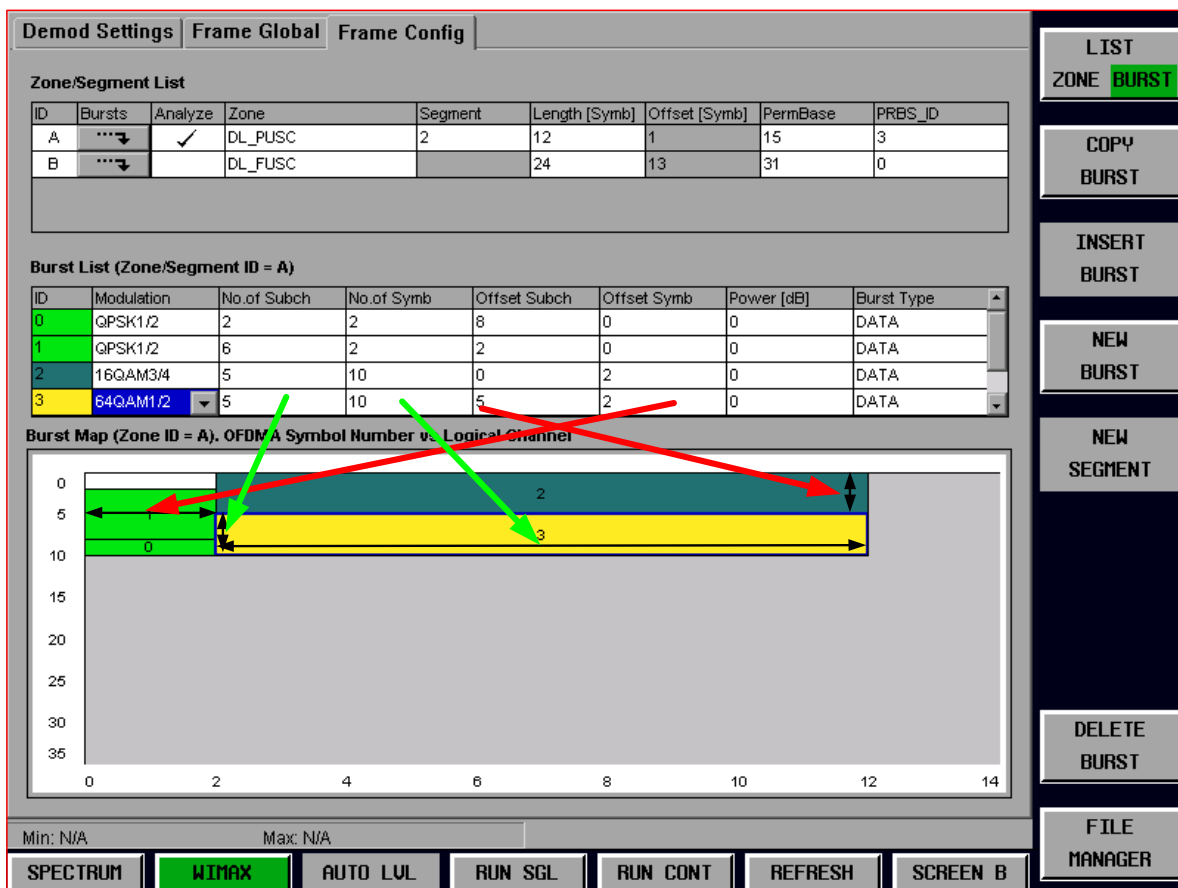 Demod Settings Frame Global Frame Config
Zone/Segment List
ID Bursts Analyze Zone Segment Length [Symb] Offset [Symb] PermBase PRBS_ID
A DL_PUSC 2 12 1 15 3
B DL_FUSC 24 13 31 0
Burst List (Zone/Segment ID = A)
ID Modulation No.of Subch No.of Symb Offset Subch Offset Symb Power [dB] Burst Type
0 QPSK1/2 2 2 8 0 0 DATA
1 QPSK1/2 6 2 2 0 0 DATA
2 16QAM3/4 5 10 0 2 0 DATA
3 64QAM1/2 5 10 5 2 0 DATA
Burst Map (Zone ID = A). OFDMA Symbol Number vs Logical Channel
0
2
5
1
3
0
10
15
20
25
30
35
0 2 4 6 8 10 12 14
Min: N/A Max: N/A
SPECTRUM WIMAX AUTO LVL RUN SGL RUN CONT REFRESH SCREEN B
LIST
ZONE BURST
COPY
BURST
INSERT
BURST
NEW
BURST
NEW
SEGMENT
DELETE
BURST
FILE
MANAGER